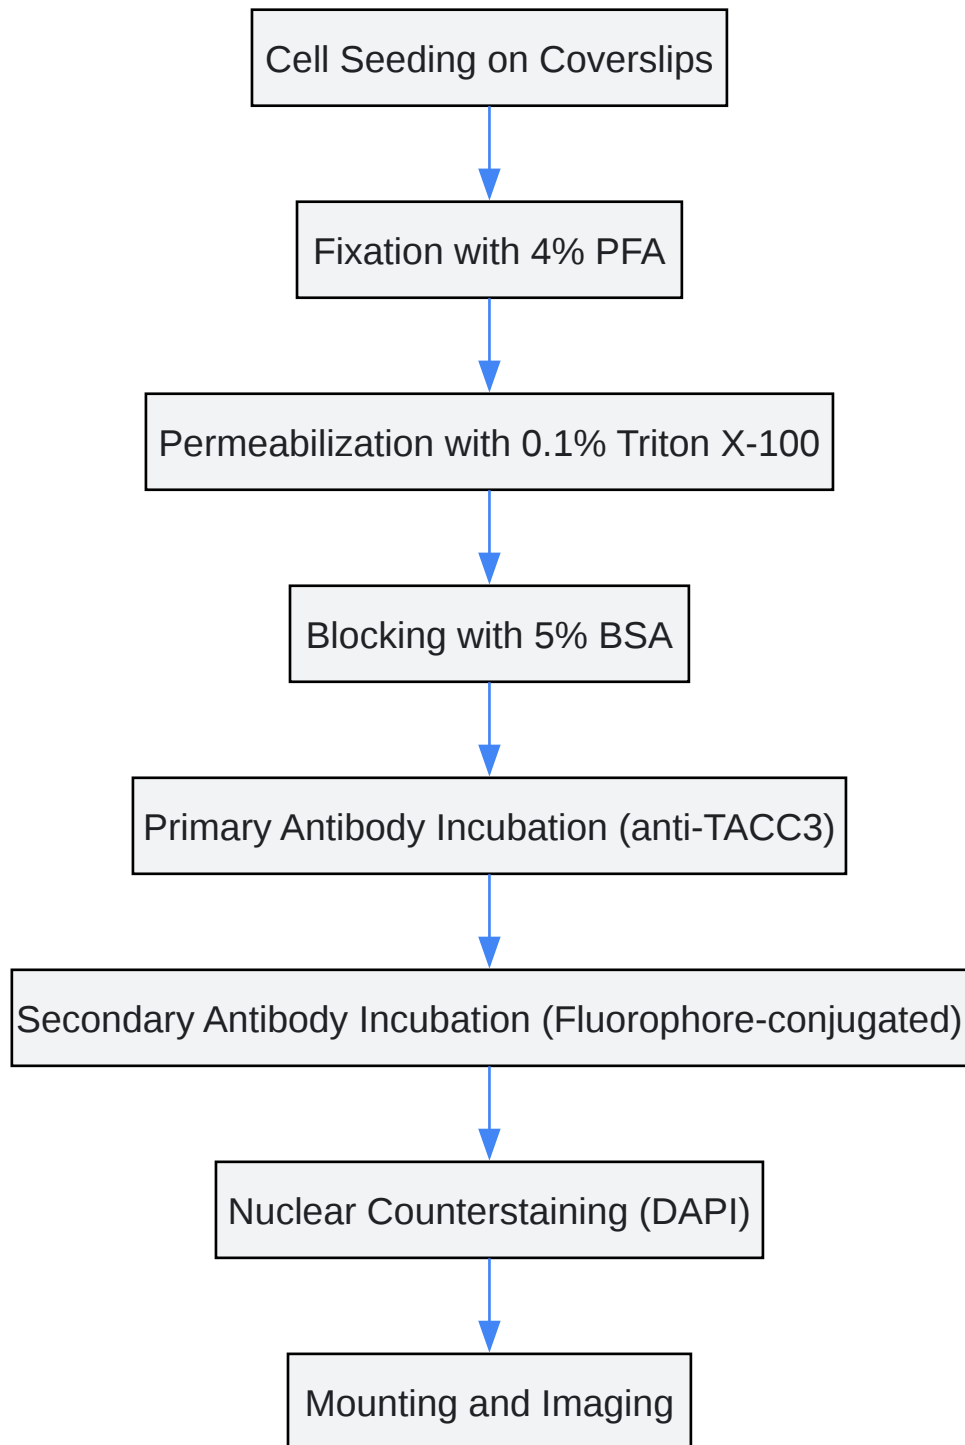 Cell Seeding on Coverslips
Fixation with 4% PFA
Permeabilization with 0.1% Triton X-100
Blocking with 5% BSA
Primary Antibody Incubation (anti-TACC3)
Secondary Antibody Incubation (Fluorophore-conjugated)
Nuclear Counterstaining (DAPI)
Mounting and Imaging